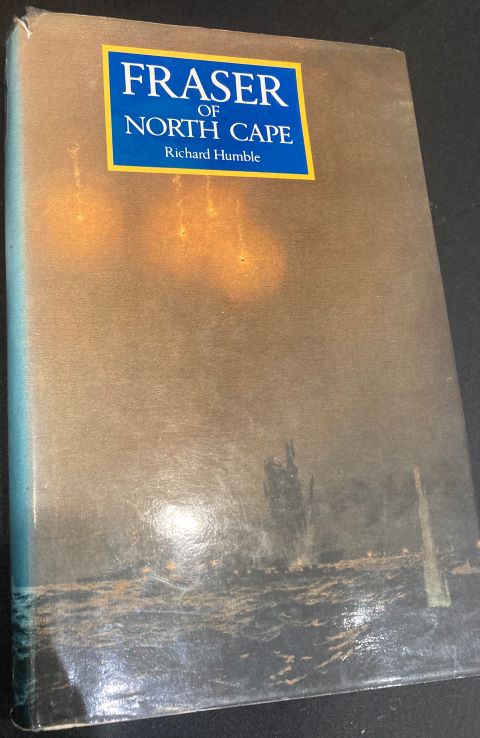 FRASER
OF
NORTH CAPE
Richard Humble